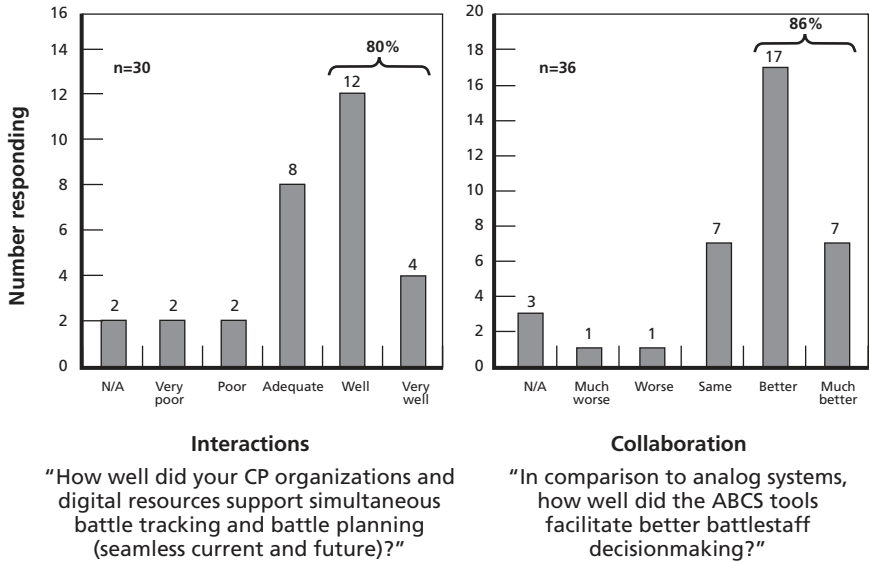 Number responding
16
14
12
10
8
6
4
2
0
n=30
80%
2
2
2
8
12
4
N/A
Very
poor
Poor
Adequate
Well
Very
well
Interactions
"How well did your CP organizations and
digital resources support simultaneous
battle tracking and battle planning
(seamless current and future)?"
20
18
16
14
12
10
8
6
4
2
0
n=36
86%
3
1
1
7
17
7
N/A
Much
worse
Worse
Same
Better
Much
better
Collaboration
"In comparison to analog systems,
how well did the ABCS tools
facilitate better battlestaff
decisionmaking?"